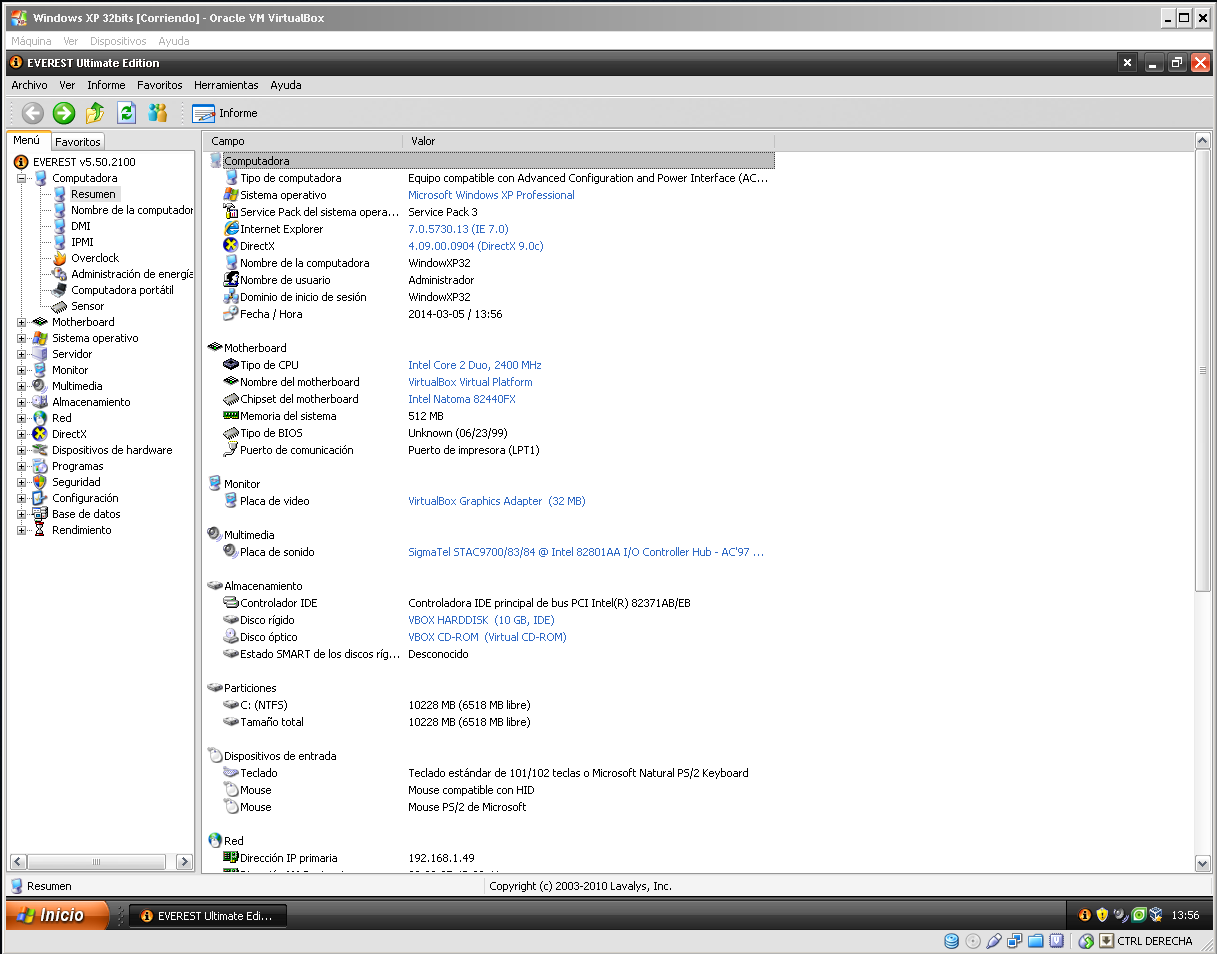 Windows XP 32bits [Corriendo] - Oracle VM VirtualBox
Máquina Ver Dispositivos Ayuda
EVEREST Ultimate Edition
Archivo Ver Informe Favoritos Herramientas Ayuda
Informe
Menú Favoritos
EVEREST v5.50.2100
Computadora
Resumen
Nombre de la computador
DMI
IPMI
Overclock
Administración de energía
Computadora portátil
Sensor
Motherboard
Sistema operativo
Servidor
Monitor
Multimedia
Almacenamiento
Red
DirectX
Dispositivos de hardware
Programas
Seguridad
Configuración
Base de datos
Rendimiento
Campo Valor
Computadora
Tipo de computadora Equipo compatible con Advanced Configuration and Power Interface (AC...
Sistema operativo Microsoft Windows XP Professional
Service Pack del sistema opera... Service Pack 3
Internet Explorer 7.0.5730.13 (IE 7.0)
DirectX 4.09.00.0904 (DirectX 9.0c)
Nombre de la computadora WindowXP32
Nombre de usuario Administrador
Dominio de inicio de sesión WindowXP32
Fecha / Hora 2014-03-05 / 13:56
Motherboard
Tipo de CPU Intel Core 2 Duo, 2400 MHz
Nombre del motherboard VirtualBox Virtual Platform
Chipset del motherboard Intel Natoma 82440FX
Memoria del sistema 512 MB
Tipo de BIOS Unknown (06/23/99)
Puerto de comunicación Puerto de impresora (LPT1)
Monitor
Placa de video VirtualBox Graphics Adapter (32 MB)
Multimedia
Placa de sonido SigmaTel STAC9700/83/84 @ Intel 82801AA I/O Controller Hub - AC'97 ...
Almacenamiento
Controlador IDE Controladora IDE principal de bus PCI Intel(R) 82371AB/EB
Disco rígido VBOX HARDDISK (10 GB, IDE)
Disco óptico VBOX CD-ROM (Virtual CD-ROM)
Estado SMART de los discos ríg... Desconocido
Particiones
C: (NTFS) 10228 MB (6518 MB libre)
Tamaño total 10228 MB (6518 MB libre)
Dispositivos de entrada
Teclado Teclado estándar de 101/102 teclas o Microsoft Natural PS/2 Keyboard
Mouse Mouse compatible con HID
Mouse Mouse PS/2 de Microsoft
Red
Dirección IP primaria 192.168.1.49
Resumen Copyright (c) 2003-2010 Lavalys, Inc.
Inicio EVEREST Ultimate Edi... 13:56
CTRL DERECHA